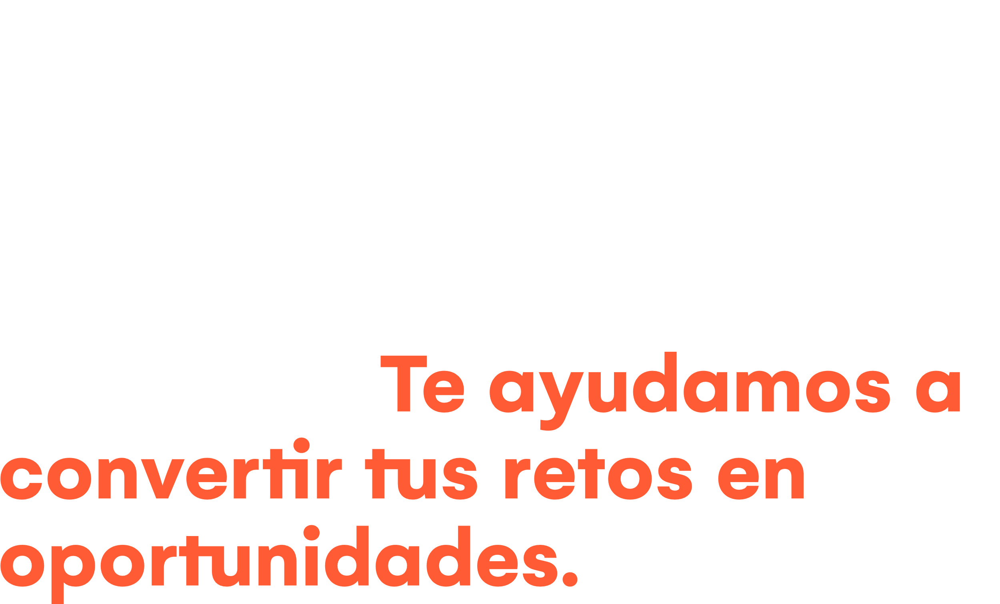 Te ayudamos a
convertir tus retos en
oportunidades.